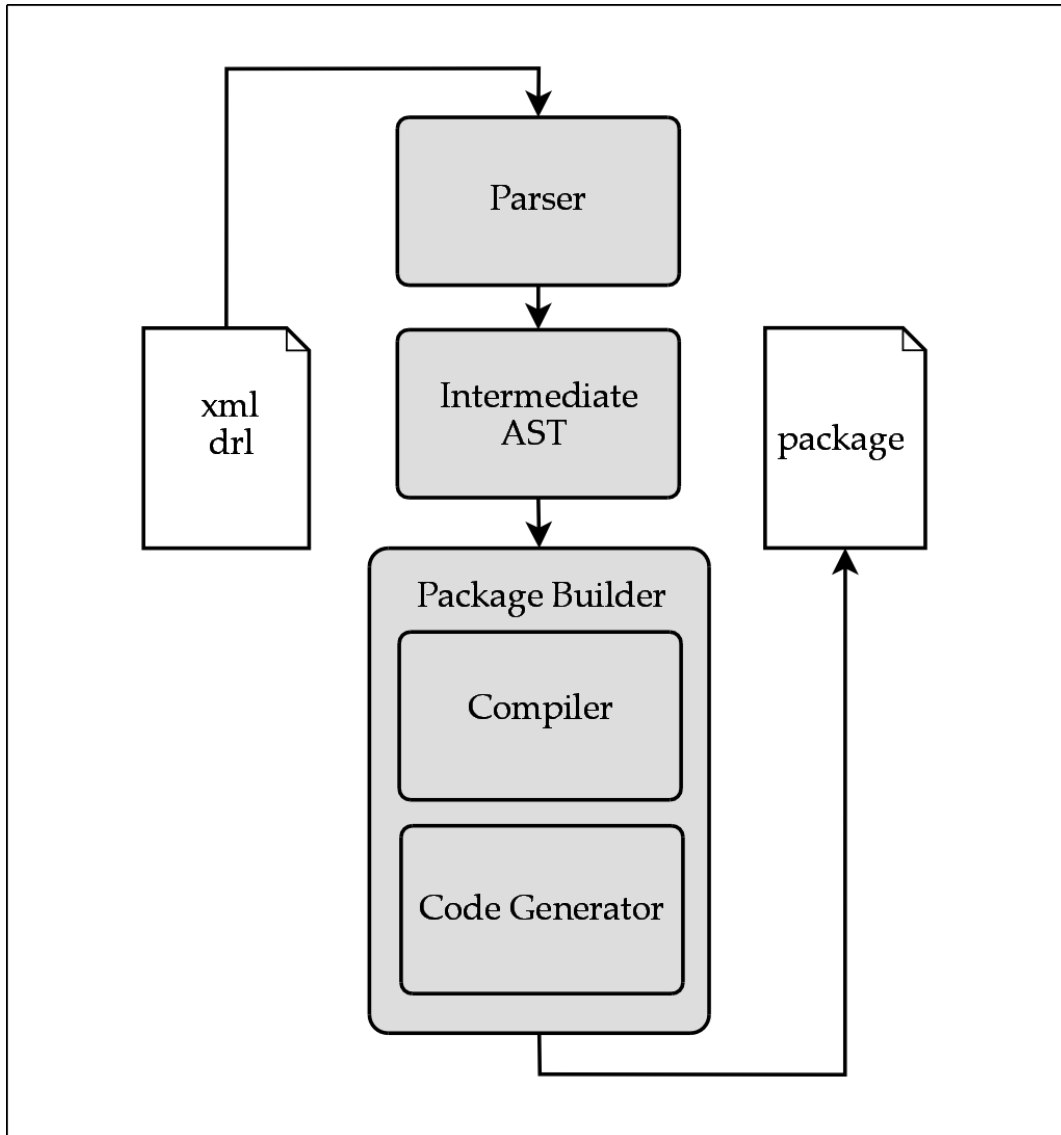 Parser
Intermediate
AST
xml
drl
package
Package Builder
Compiler
Code Generator